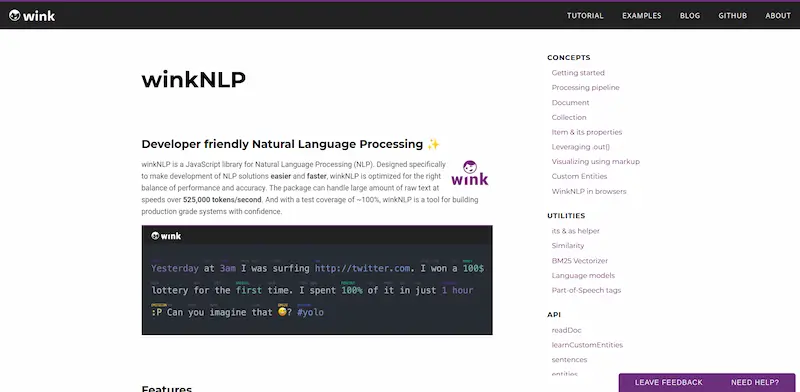 wink
TUTORIAL EXAMPLES BLOG GITHUB ABOUT
winkNLP
Developer friendly Natural Language Processing ✨
winkNLP is a JavaScript library for Natural Language Processing (NLP). Designed specifically
to make development of NLP solutions easier and faster, winkNLP is optimized for the right
balance of performance and accuracy. The package can handle large amount of raw text at
speeds over 525,000 tokens/second. And with a test coverage of ~100%, winkNLP is a tool for building
production grade systems with confidence.
wink
wink
Yesterday at 3am I was surfing http://twitter.com. I won a 100$
lottery for the first time. I spent 100% of it in just 1 hour
:P Can you imagine that 😅? #yolo
Features
CONCEPTS
Getting started
Processing pipeline
Document
Collection
Item & its properties
Leveraging .out()
Visualizing using markup
Custom Entities
WinkNLP in browsers
UTILITIES
its & as helper
Similarity
BM25 Vectorizer
Language models
Part-of-Speech tags
API
readDoc
learnCustomEntities
sentences
entities
LEAVE FEEDBACK NEED HELP?